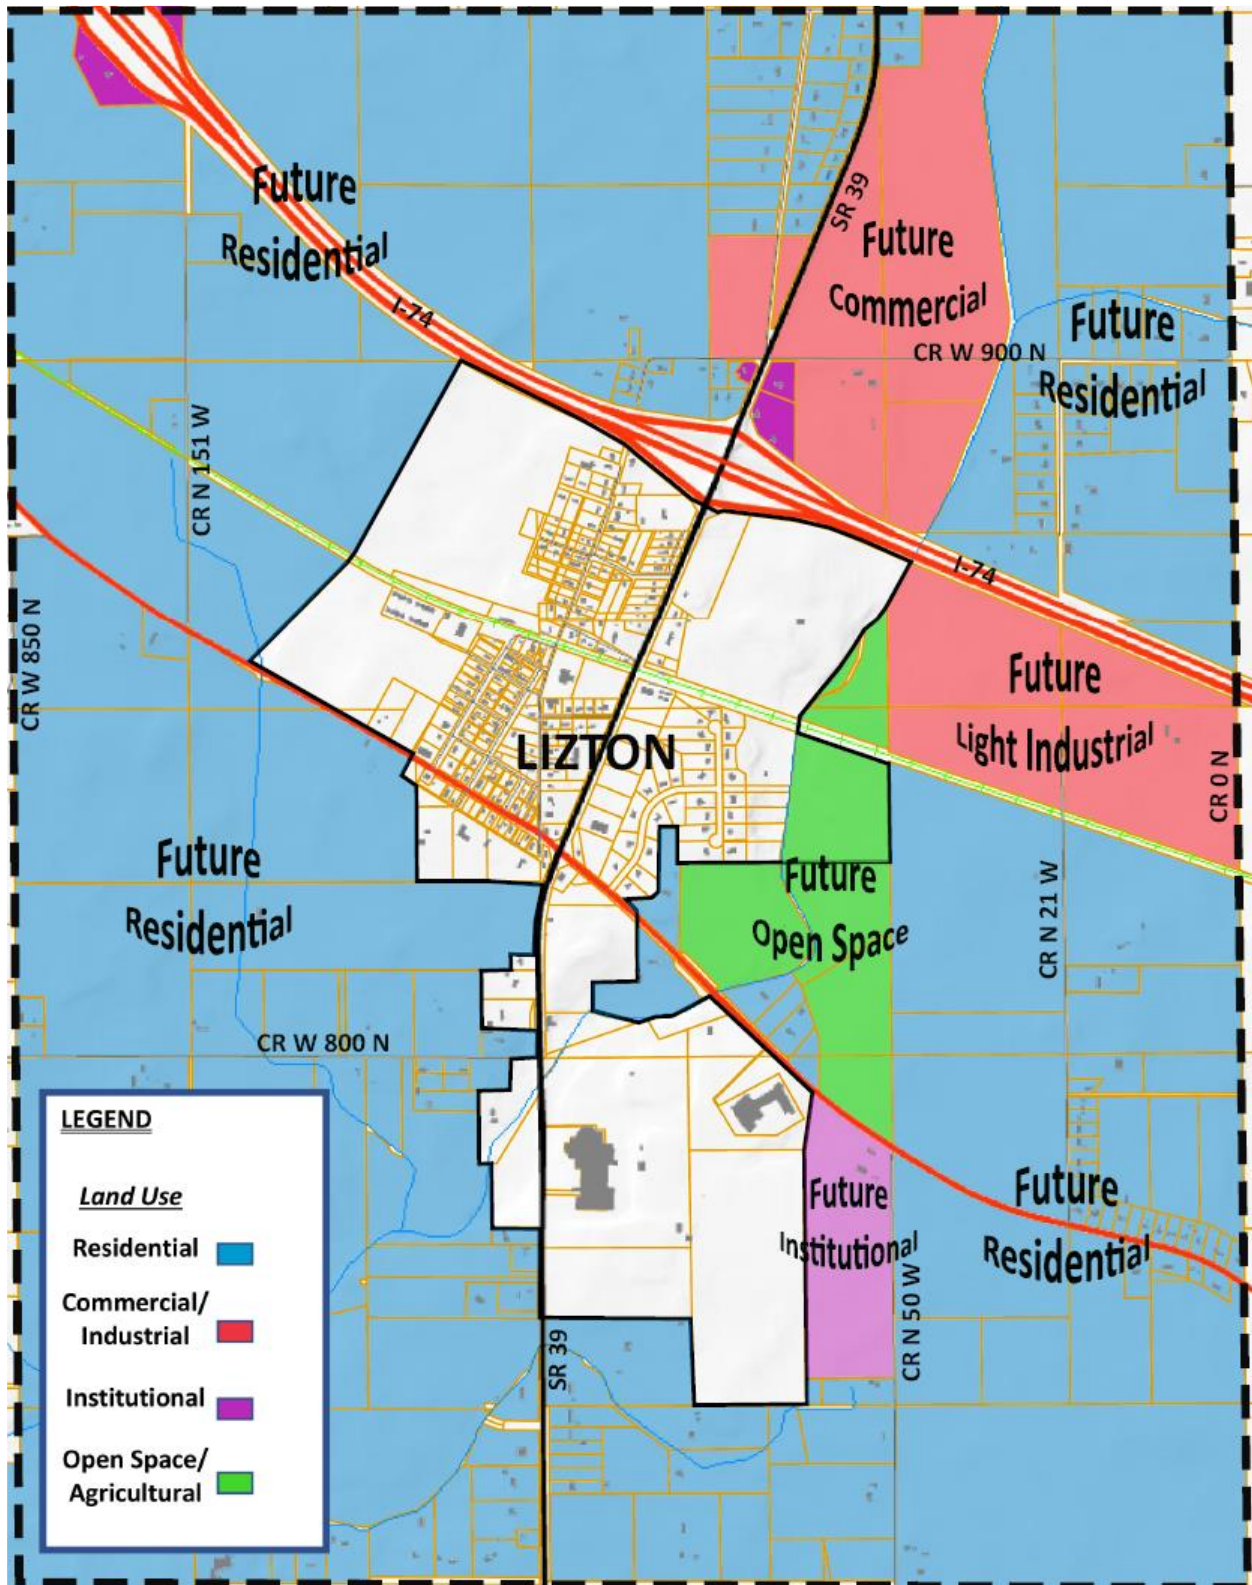 SR 39
Future
Residential
I-74
Future
Commercial
Future
Residential
CR W 900 N
CR N 151 W
I-74
CR W 850 N
Future
Light Industrial
LIZTON
CR 0 N
Future
Residential
Future
Open Space
CR N 21 W
CR W 800 N
LEGEND
Land Use
Residential
Commercial/
Industrial
Institutional
Open Space/
Agricultural
Future
Institutional
Future
Residential
CR N 50 W
SR 39